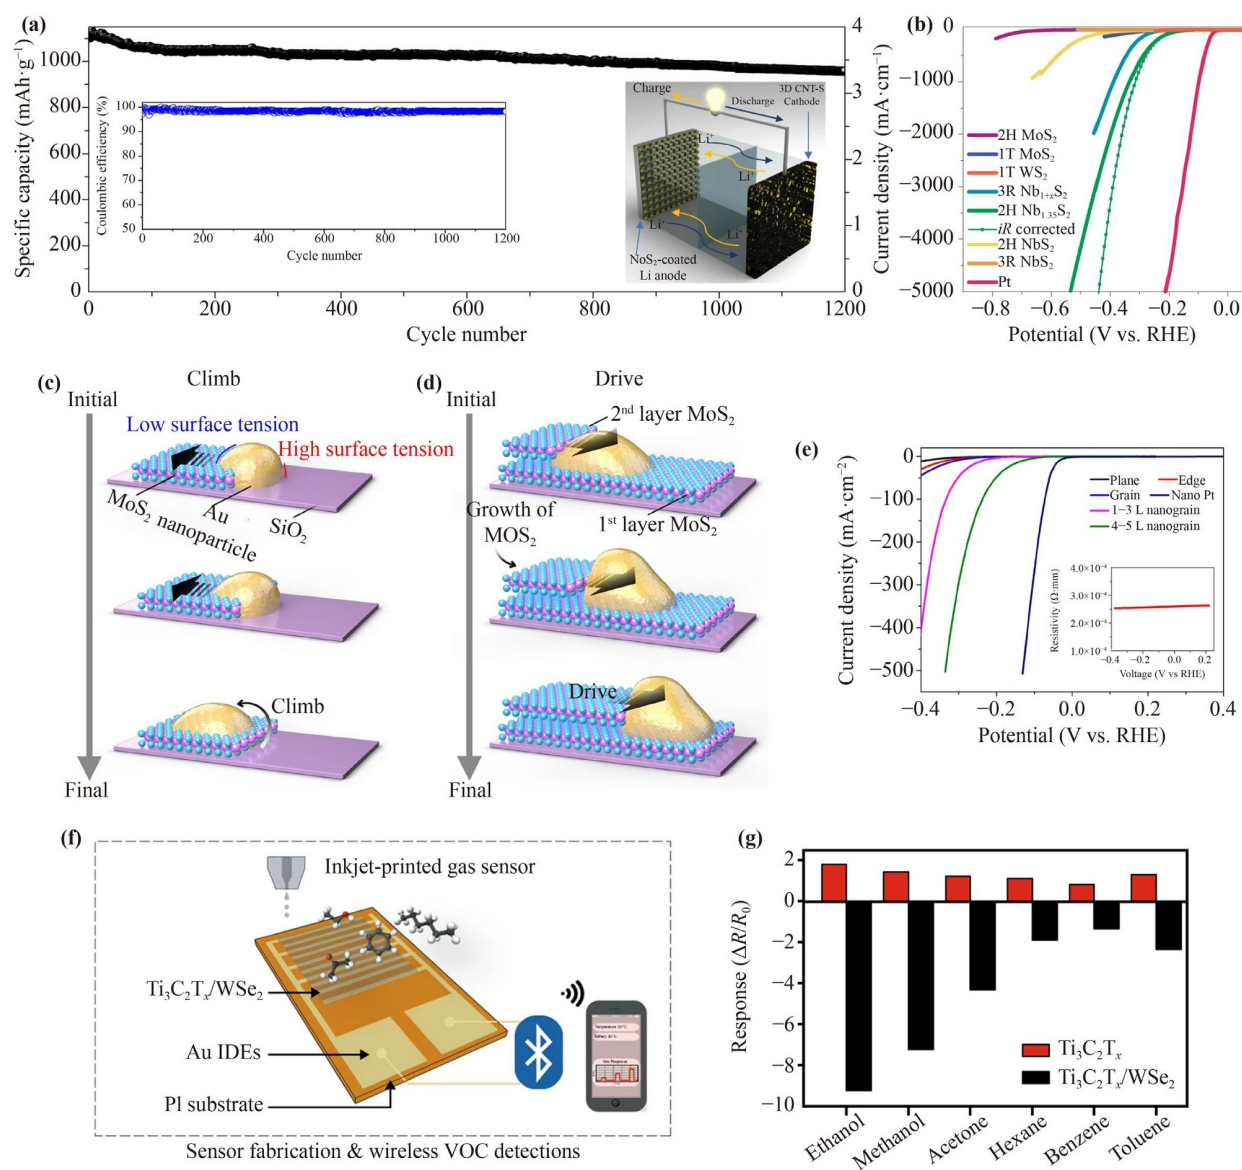 (a)
Specific capacity (mAh·g⁻¹)
1100
1000
800
600
400
200
0
4
3
2
1
0
0
200
400
600
800
1000
1200
Cycle number
Coulombic efficiency (%)
100
90
80
70
60
50
0
200
400
600
800
1000
1200
Cycle number
Charge
Discharge
3D CNT-S
Cathode
Li⁺
Li⁺
Li⁺
NoS₂-coated
Li anode
(b)
Current density (mA·cm⁻¹)
0
−1000
−2000
−3000
−4000
−5000
2H MoS₂
1T MoS₂
1T WS₂
3R Nb₁₊ₓS₂
2H Nb₁.₃₅S₂
iR corrected
2H NbS₂
3R NbS₂
Pt
−0.8
−0.6
−0.4
−0.2
0.0
Potential (V vs. RHE)
(c)
Climb
Initial
Low surface tension
High surface tension
MoS₂ nanoparticle
Au
SiO₂
Climb
Final
(d)
Drive
Initial
2ⁿᵈ layer MoS₂
Growth of
MOS₂
1ˢᵗ layer MoS₂
Drive
Final
(e)
Current density (mA·cm⁻²)
0
−100
−200
−300
−400
−500
Plane
Edge
Grain
Nano Pt
1−3 L nanograin
4−5 L nanograin
Resistivity (Ω·mm)
4.0×10⁻⁴
3.0×10⁻⁴
2.0×10⁻⁴
1.0×10⁻⁴
−0.4
−0.2
0.0
0.2
Voltage (V vs RHE)
−0.4
−0.2
0.0
0.2
0.4
Potential (V vs. RHE)
(f)
Inkjet-printed gas sensor
Ti₃C₂Tₓ/WSe₂
Au IDEs
Pl substrate
Sensor fabrication & wireless VOC detections
(g)
Response (ΔR/R₀)
2
0
−2
−4
−6
−8
−10
Ti₃C₂Tₓ
Ti₃C₂Tₓ/WSe₂
Ethanol
Methanol
Acetone
Hexane
Benzene
Toluene